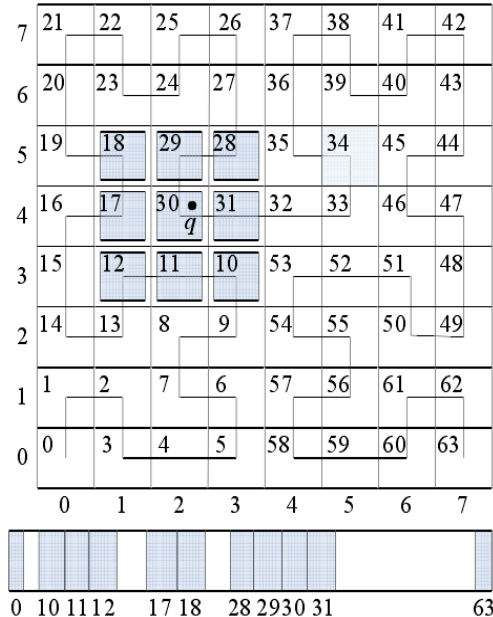 7 21 22 25 26 37 38 41 42
6 20 23 24 27 36 39 40 43
5 19 18 29 28 35 34 45 44
4 16 17 30 31 32 33 46 47
q
3 15 12 11 10 53 52 51 48
2 14 13 8 9 54 55 50 49
1 1 2 7 6 57 56 61 62
0 0 3 4 5 58 59 60 63
0 1 2 3 4 5 6 7
0 10 11 12 17 18 28 29 30 31 63